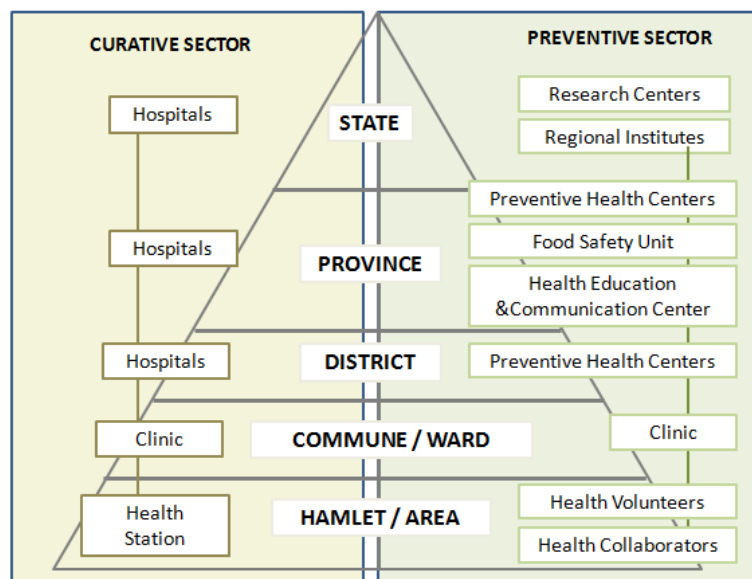 CURATIVE SECTOR
PREVENTIVE SECTOR
Hospitals
STATE
Research Centers
Regional Institutes
Hospitals
PROVINCE
Preventive Health Centers
Food Safety Unit
Health Education
&Communication Center
Hospitals
DISTRICT
Preventive Health Centers
Clinic
COMMUNE / WARD
Clinic
Health
Station
HAMLET / AREA
Health Volunteers
Health Collaborators